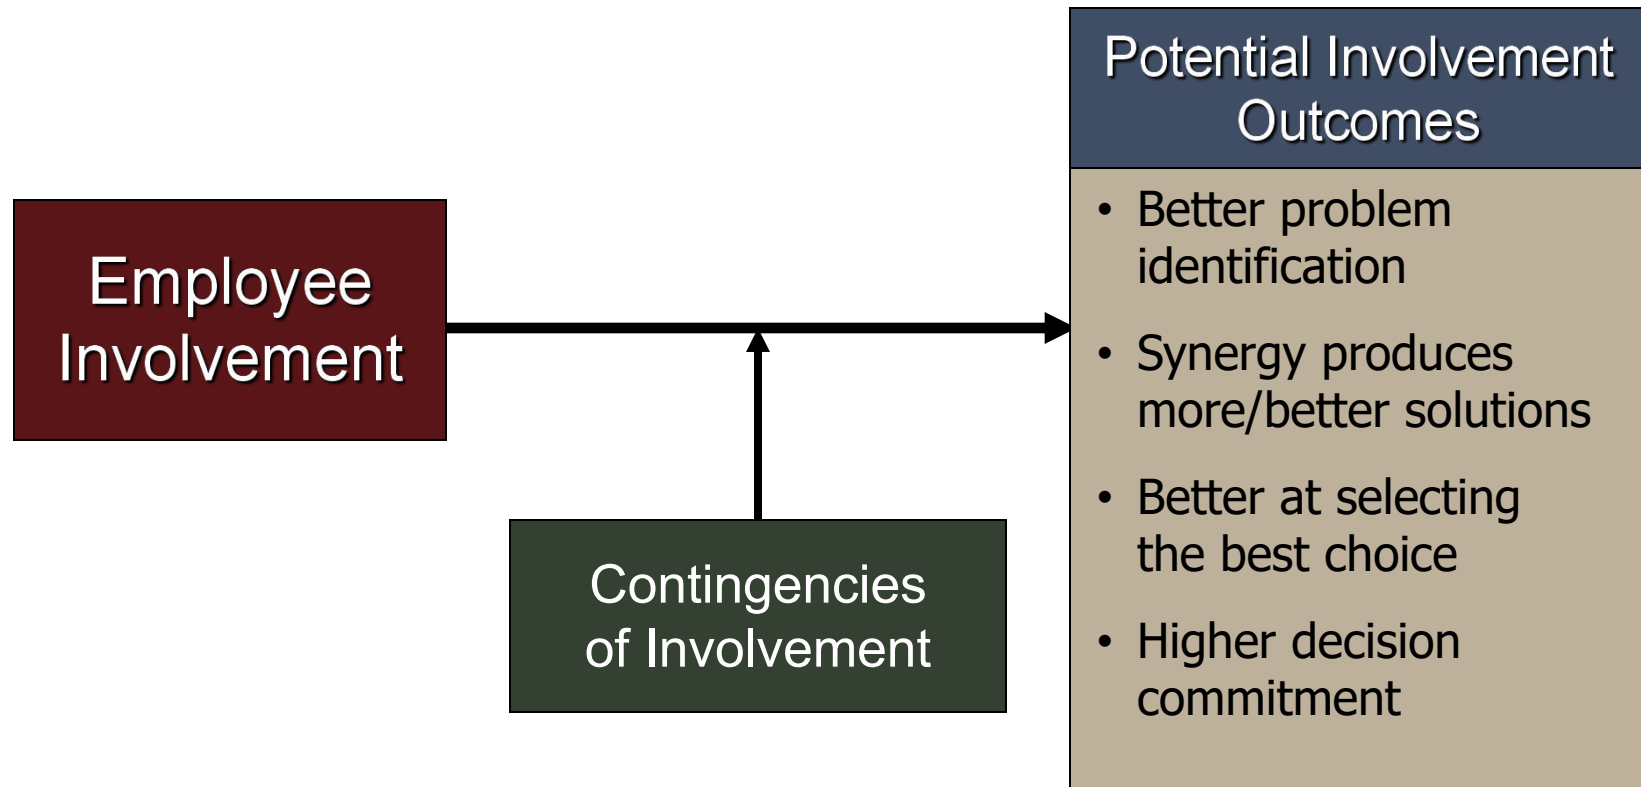 Potential Involvement
Outcomes
Employee
Involvement
Contingencies
of Involvement
• Better problem
identification
• Synergy produces
more/better solutions
• Better at selecting
the best choice
• Higher decision
commitment